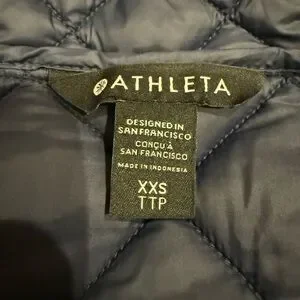 ATHLETA
DESIGNED IN
SAN FRANCISCO
CONÇU À
SAN FRANCISCO
MADE IN INDONESIA
XXS
TTP